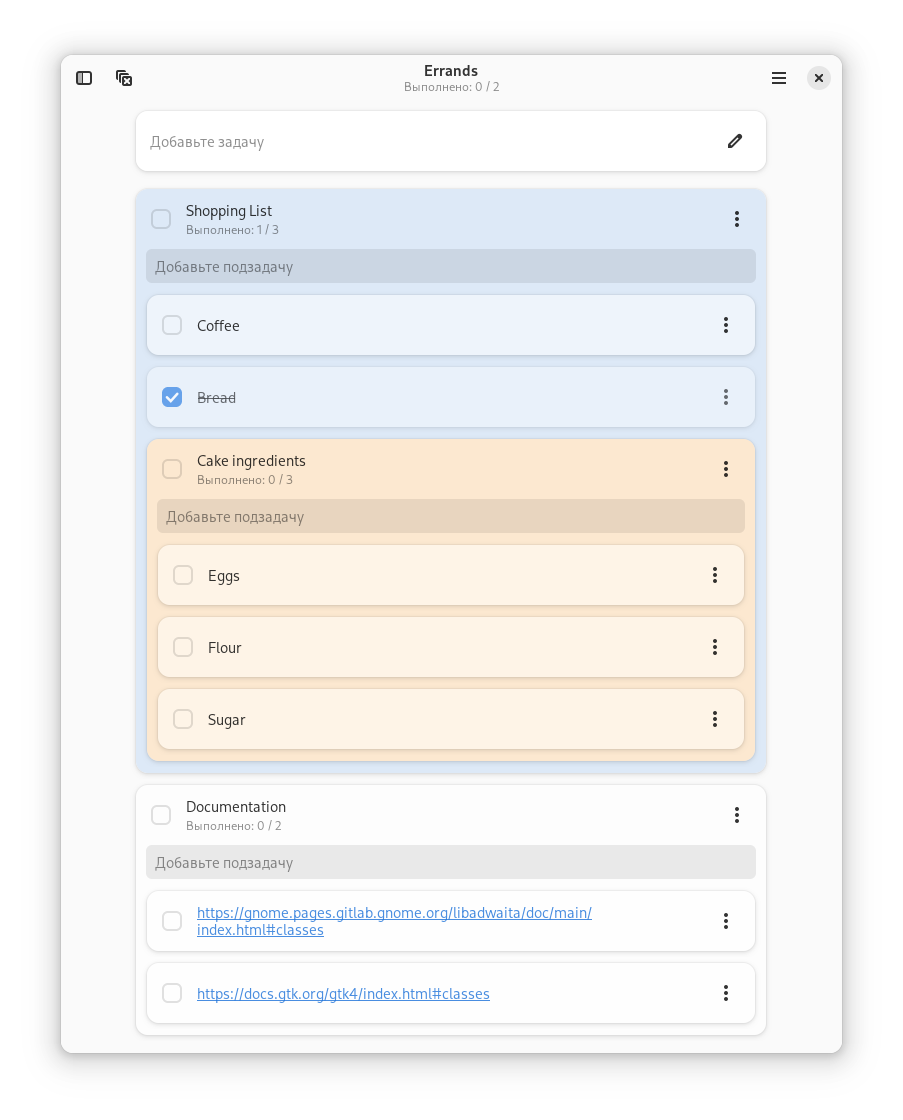 Errands
Выполнено: 0 / 2
Добавьте задачу
Shopping List
Выполнено: 1 / 3
Добавьте подзадачу
Coffee
Bread
Cake ingredients
Выполнено: 0 / 3
Добавьте подзадачу
Eggs
Flour
Sugar
Documentation
Выполнено: 0 / 2
Добавьте подзадачу
https://gnome.pages.gitlab.gnome.org/libadwaita/doc/main/
index.html#classes
https://docs.gtk.org/gtk4/index.html#classes